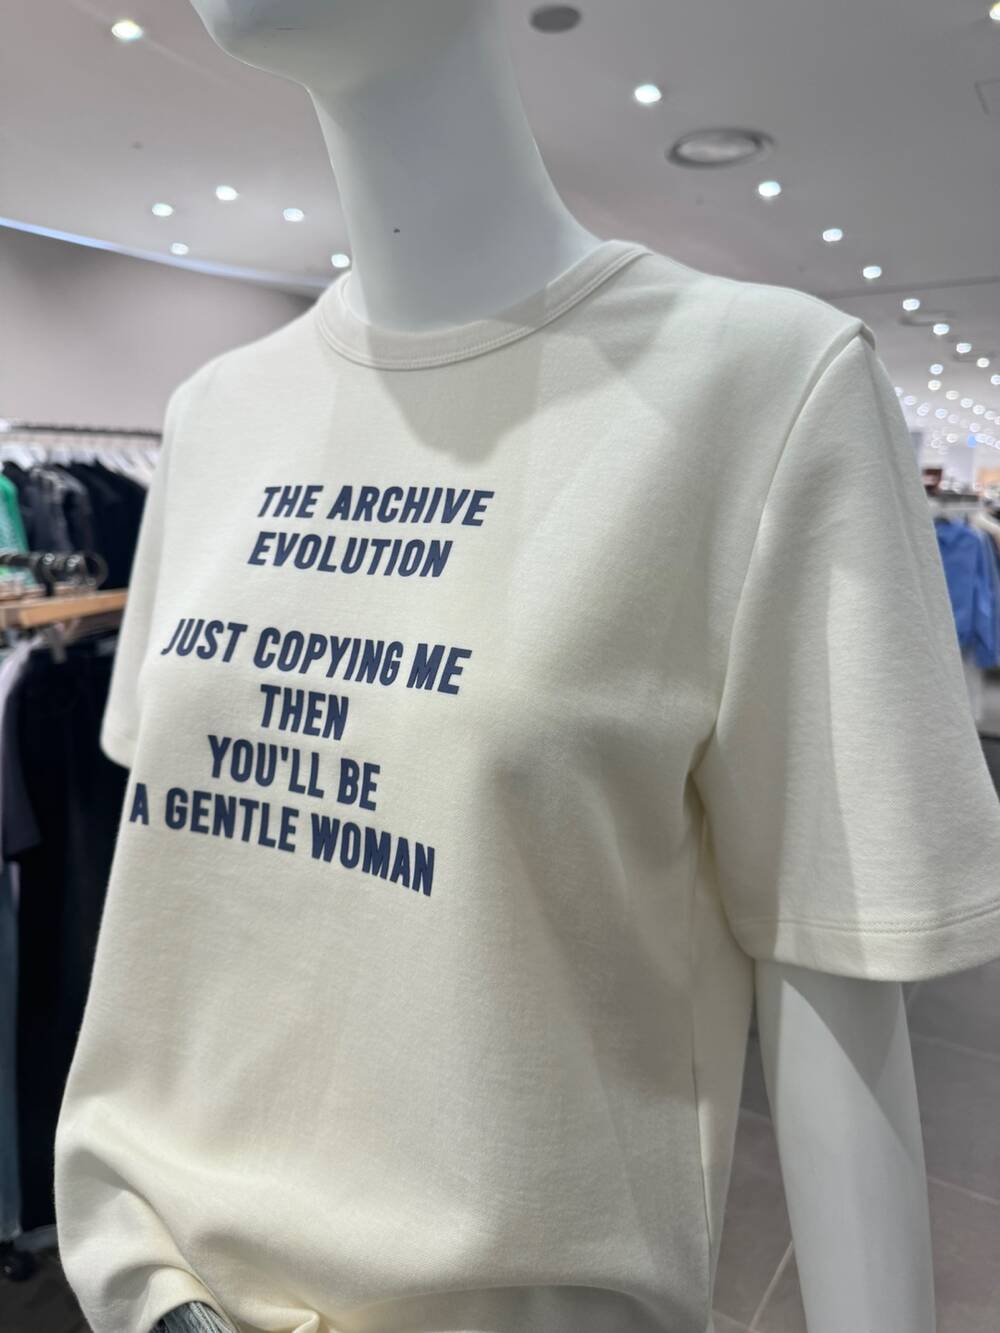 THE ARCHIVE
EVOLUTION
JUST COPYING ME
THEN
YOU'LL BE
A GENTLE WOMAN